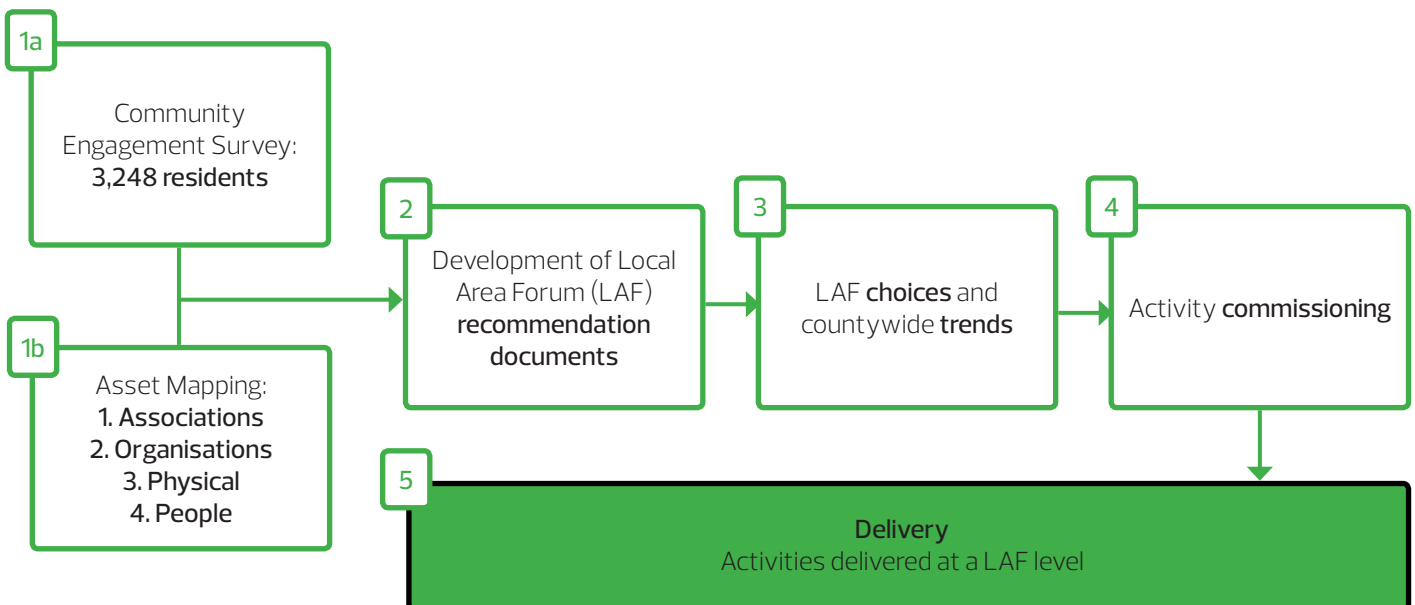 1a
Community
Engagement Survey:
3,248 residents
1b
Asset Mapping:
1. Associations
2. Organisations
3. Physical
4. People
2
Development of Local
Area Forum (LAF)
recommendation
documents
3
LAF choices and
countywide trends
4
Activity commissioning
5
Delivery
Activities delivered at a LAF level